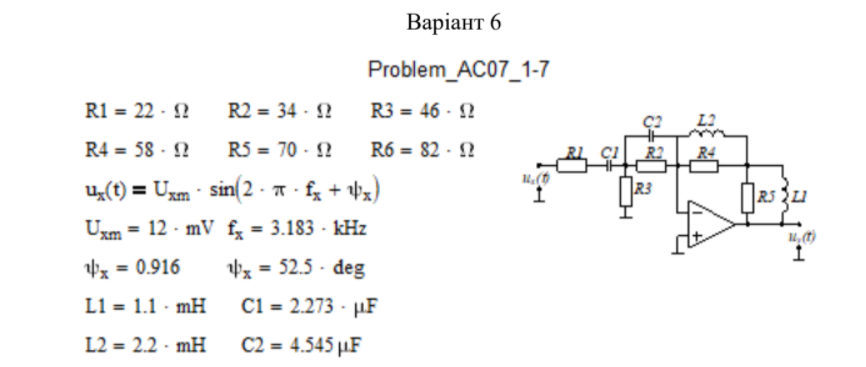 Варіант 6
Problem_AC07_1-7
R1 = 22 · Ω R2 = 34 · Ω R3 = 46 · Ω
R4 = 58 · Ω R5 = 70 · Ω R6 = 82 · Ω
uₓ(t) = Uₓₘ · sin(2 · π · fₓ + ψₓ)
Uₓₘ = 12 · mV fₓ = 3.183 · kHz
ψₓ = 0.916 ψₓ = 52.5 · deg
L1 = 1.1 · mH C1 = 2.273 · μF
L2 = 2.2 · mH C2 = 4.545 μF
C2 L2
R1 C1 R2 R4
uₓ(t)
R3 R5 L1
−
+
uᵧ(t)